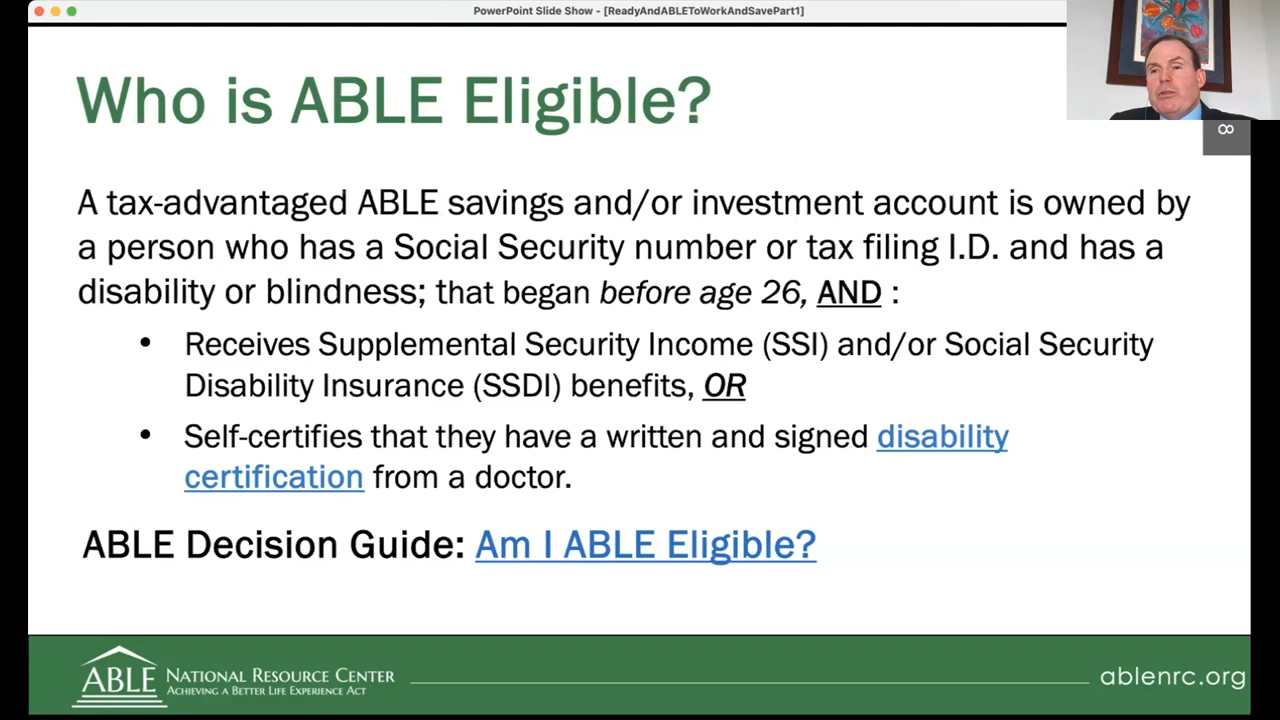 PowerPoint Slide Show - [ReadyAndABLEToWorkAndSavePart1]
Who is ABLE Eligible?
8
A tax-advantaged ABLE savings and/or investment account is owned by
a person who has a Social Security number or tax filing I.D. and has a
disability or blindness; that began before age 26, AND :
• Receives Supplemental Security Income (SSI) and/or Social Security
Disability Insurance (SSDI) benefits, OR
• Self-certifies that they have a written and signed disability
certification from a doctor.
ABLE Decision Guide: Am I ABLE Eligible?
ABLE NATIONAL RESOURCE CENTER
ACHIEVING A BETTER LIFE EXPERIENCE ACT
ablenrc.org